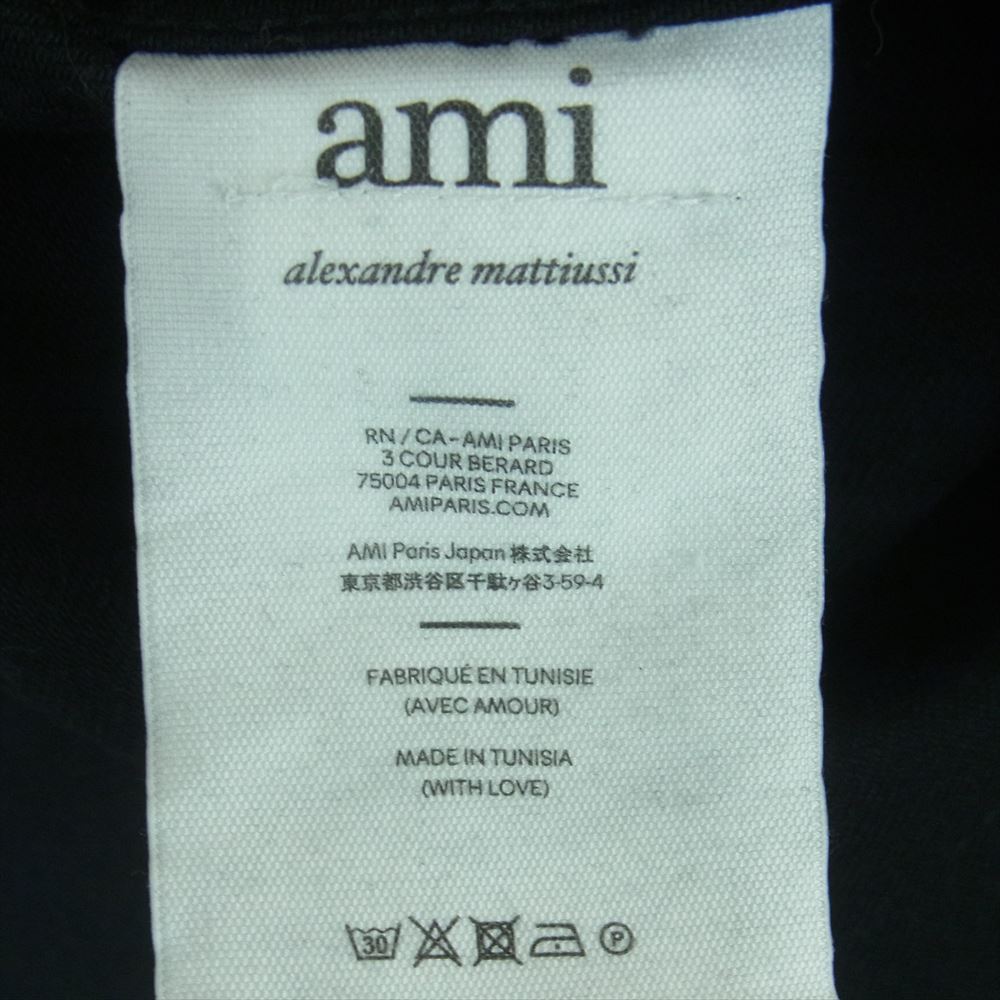 ami
alexandre mattiussi
RN / CA - AMI PARIS
3 COUR BERARD
75004 PARIS FRANCE
AMIPARIS.COM
AMI Paris Japan 株式会社
東京都渋谷区千駄ヶ谷3-59-4
FABRIQUÉ EN TUNISIE
(AVEC AMOUR)
MADE IN TUNISIA
(WITH LOVE)
30 P